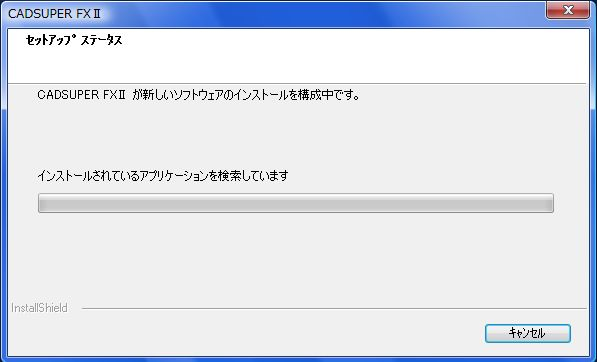 CADSUPER FXⅡ
ｾｯﾄｱｯﾌﾟ ｽﾃｰﾀｽ
CADSUPER FXⅡ が新しいソフトウェアのインストールを構成中です。
インストールされているアプリケーションを検索しています
InstallShield
ｷｬﾝｾﾙ